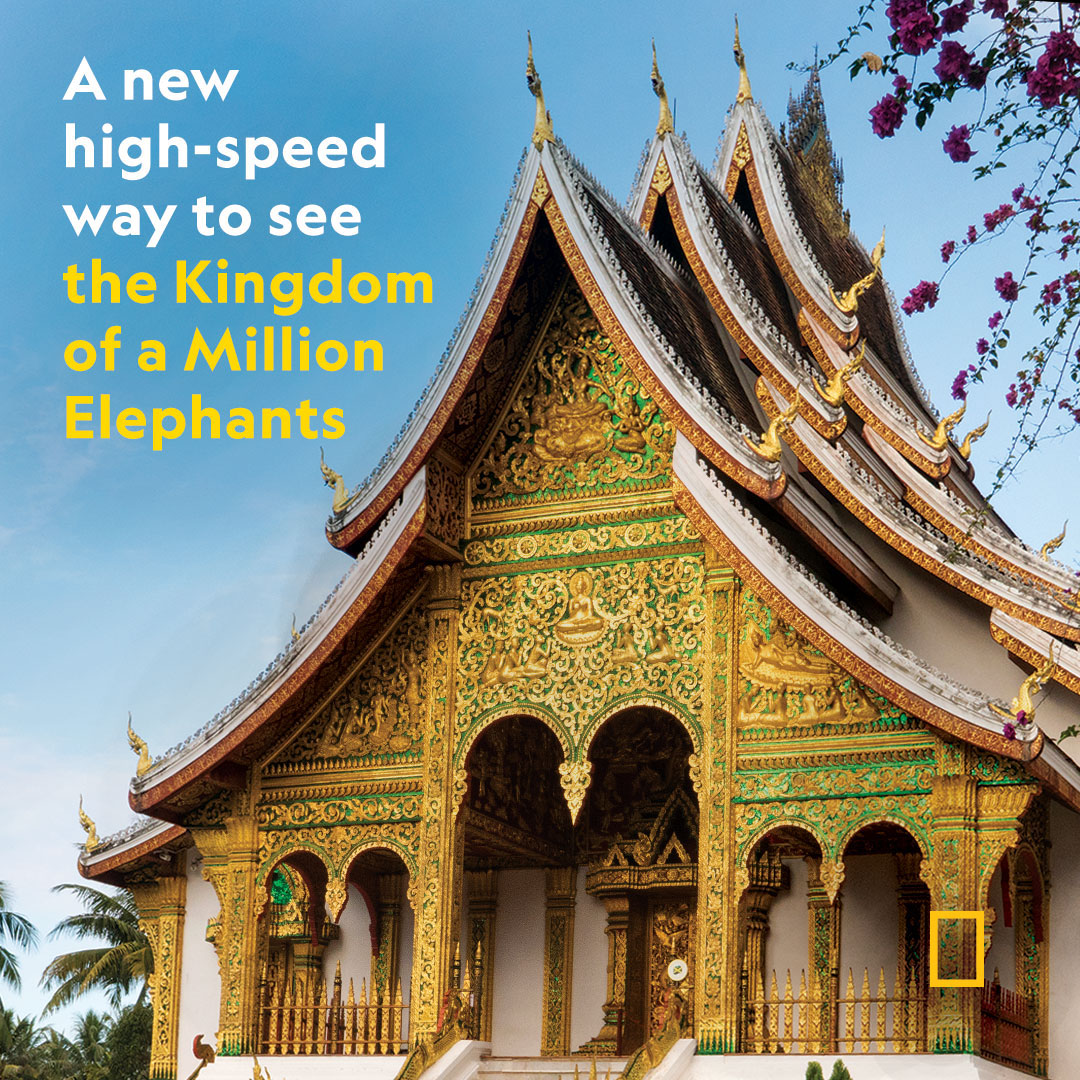 A new
high-speed
way to see
the Kingdom
of a Million
Elephants